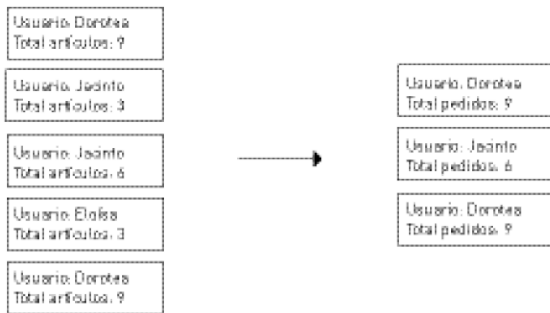 Usuario: Dorotea
Total artículos: 9
Usuario: Jacinto
Total artículos: 3
Usuario: Jacinto
Total artículos: 6
Usuario: Eloísa
Total artículos: 3
Usuario: Dorotea
Total artículos: 9
Usuario: Dorotea
Total pedidos: 9
Usuario: Jacinto
Total pedidos: 6
Usuario: Dorotea
Total pedidos: 9